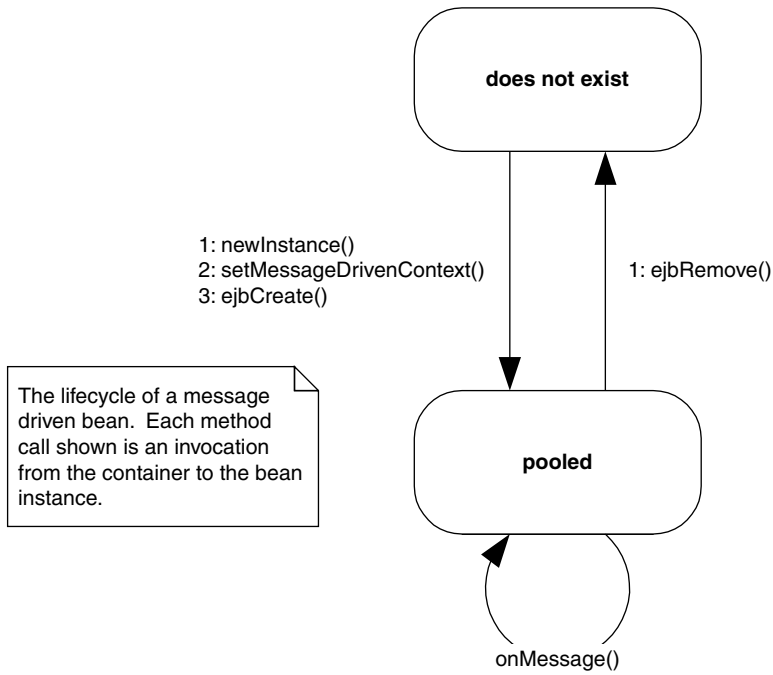 does not exist
1: newInstance()
2: setMessageDrivenContext()
3: ejbCreate()
1: ejbRemove()
The lifecycle of a message
driven bean.  Each method
call shown is an invocation
from the container to the bean
instance.
pooled
onMessage()